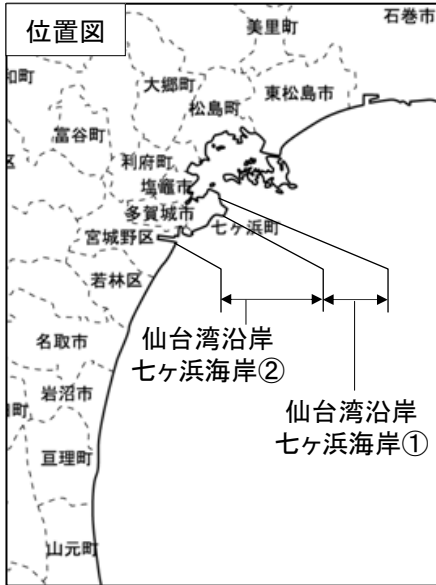 位置図
美里町
石巻市
和町
大郷町
東松島市
松島町
富谷町
区
利府町
塩竈市
多賀城市
七ヶ浜町
宮城野区
若林区
仙台湾沿岸
七ヶ浜海岸②
名取市
岩沼市
仙台湾沿岸
七ヶ浜海岸①
町
亘理町
山元町